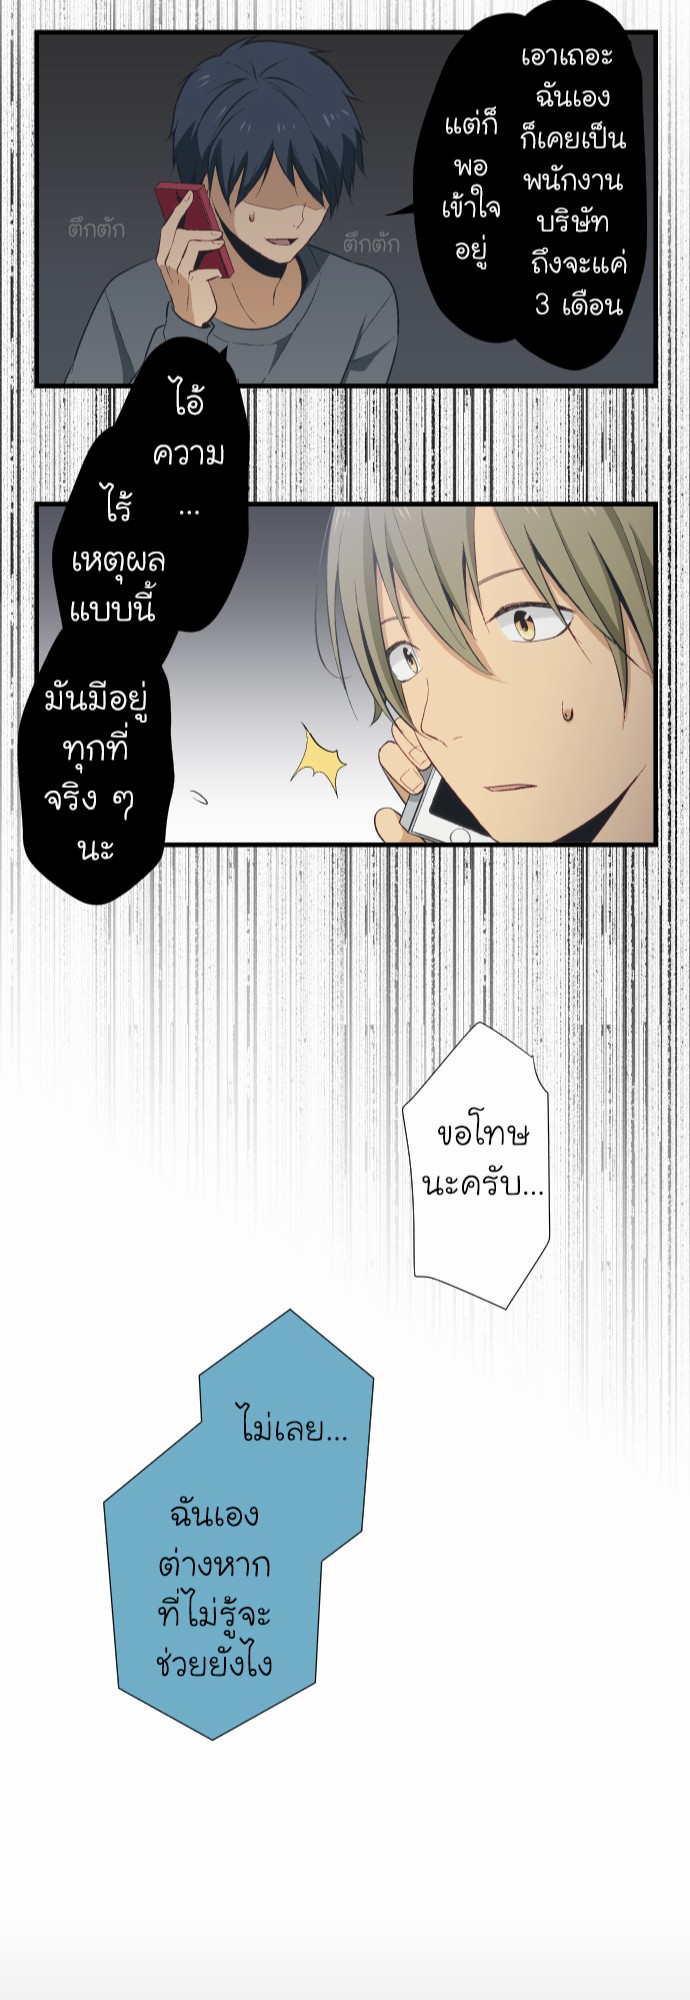 เอาเถอะ
ฉันเอง
ก็เคยเป็น
พนักงาน
บริษัท
ถึงจะแค่
3 เดือน
แต่ก็
พอ
เข้าใจ
อยู่
ตึกตัก
ตึกตัก
ไอ้
ความ
...
ไร้
เหตุผล
แบบนี้
มันมีอยู่
ทุกที่
จริง ๆ
นะ
ขอโทษ
นะครับ...
ไม่เลย...
ฉันเอง
ต่างหาก
ที่ไม่รู้จะ
ช่วยยังไง